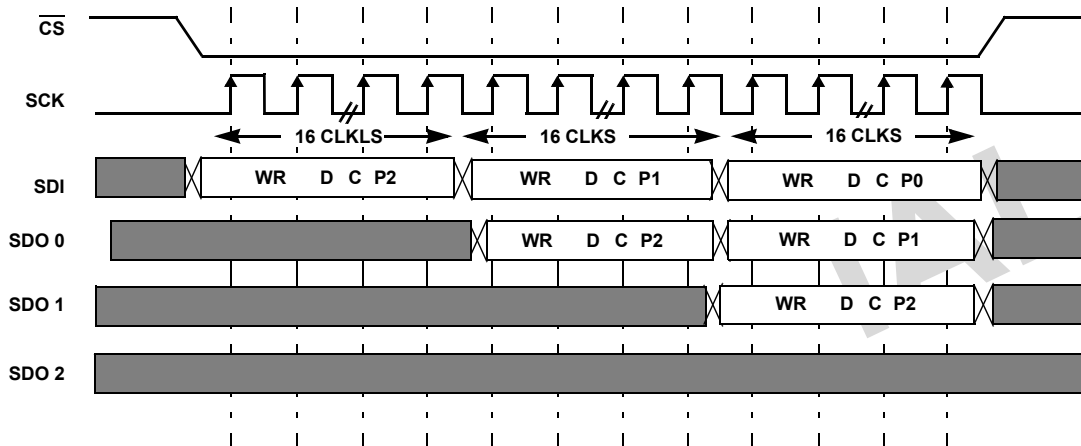 CS
SCK
16 CLKLS 16 CLKS 16 CLKS
SDI WR D C P2 WR D C P1 WR D C P0
SDO 0 WR D C P2 WR D C P1
SDO 1 WR D C P2
SDO 2